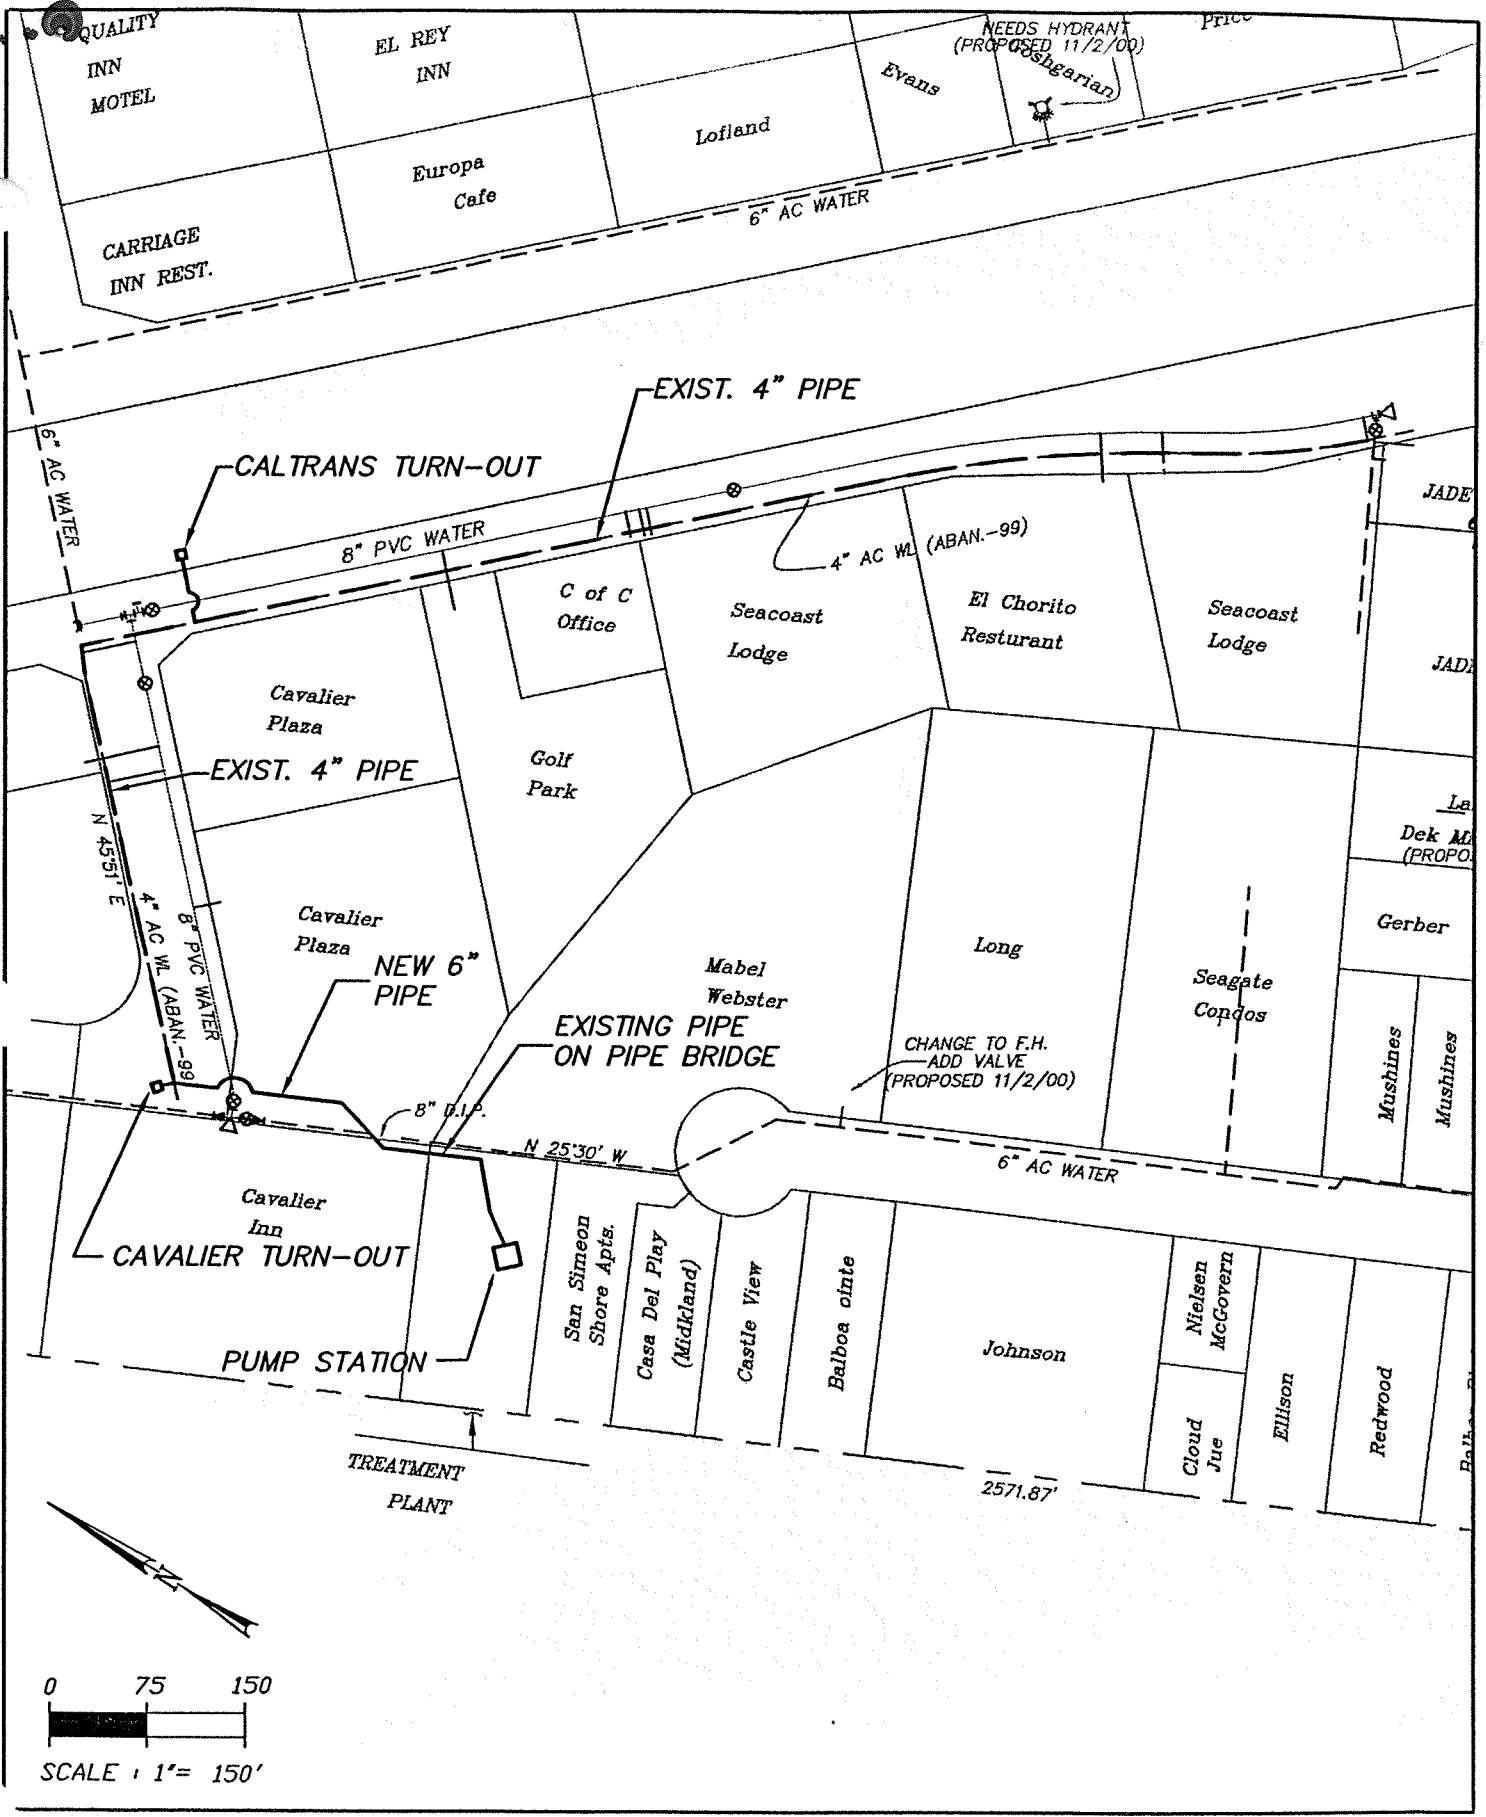 QUALITY
INN
MOTEL
EL REY
INN
NEEDS HYDRANT
(PROPOSED 11/2/00)
Goshgarian
Price
Evans
Lofland
Europa
Cafe
CARRIAGE
INN REST.
6" AC WATER
EXIST. 4" PIPE
CALTRANS TURN-OUT
6" AC WATER
8" PVC WATER
4" AC WL (ABAN.-99)
JADE
C of C
Office
Seacoast
Lodge
El Chorito
Resturant
Seacoast
Lodge
Cavalier
Plaza
Golf
Park
EXIST. 4" PIPE
N 45°51' E
4" AC WL (ABAN.-99
8" PVC WATER
La
Dek
(PROPO
Gerber
Cavalier
Plaza
NEW 6"
PIPE
Mabel
Webster
Long
Seagate
Condos
EXISTING PIPE
ON PIPE BRIDGE
CHANGE TO F.H.
ADD VALVE
(PROPOSED 11/2/00)
Mushines
Mushines
8" D.I.P.
N 25°30' W
6" AC WATER
Cavalier
Inn
CAVALIER TURN-OUT
PUMP STATION
San Simeon
Shore Apts.
Casa Del Play
(Midkland)
Castle View
Balboa ointe
Johnson
Nielsen
McGovern
Cloud
Jue
Ellison
Redwood
TREATMENT
PLANT
2571.87'
N
0 75 150
SCALE : 1"= 150'